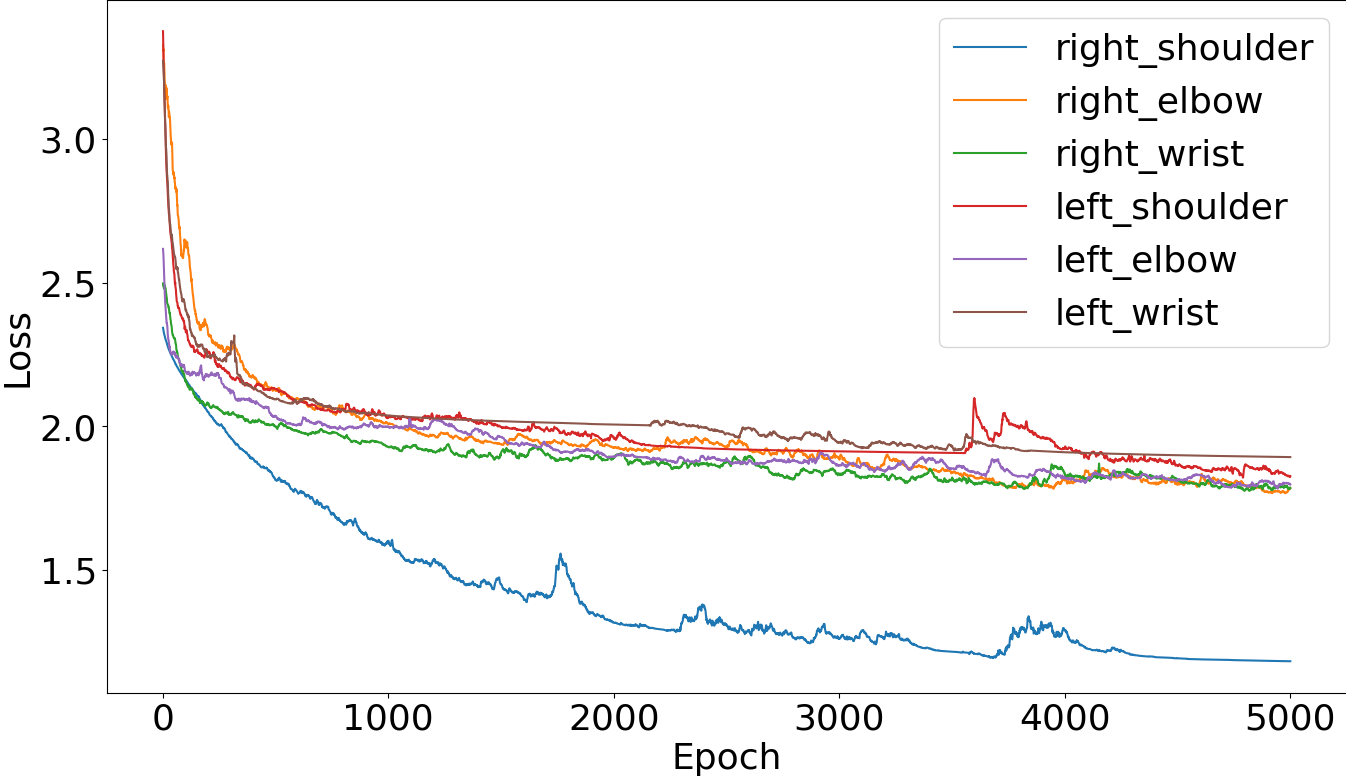 Loss
3.0
2.5
2.0
1.5
0
1000
2000
3000
4000
5000
Epoch
right_shoulder
right_elbow
right_wrist
left_shoulder
left_elbow
left_wrist